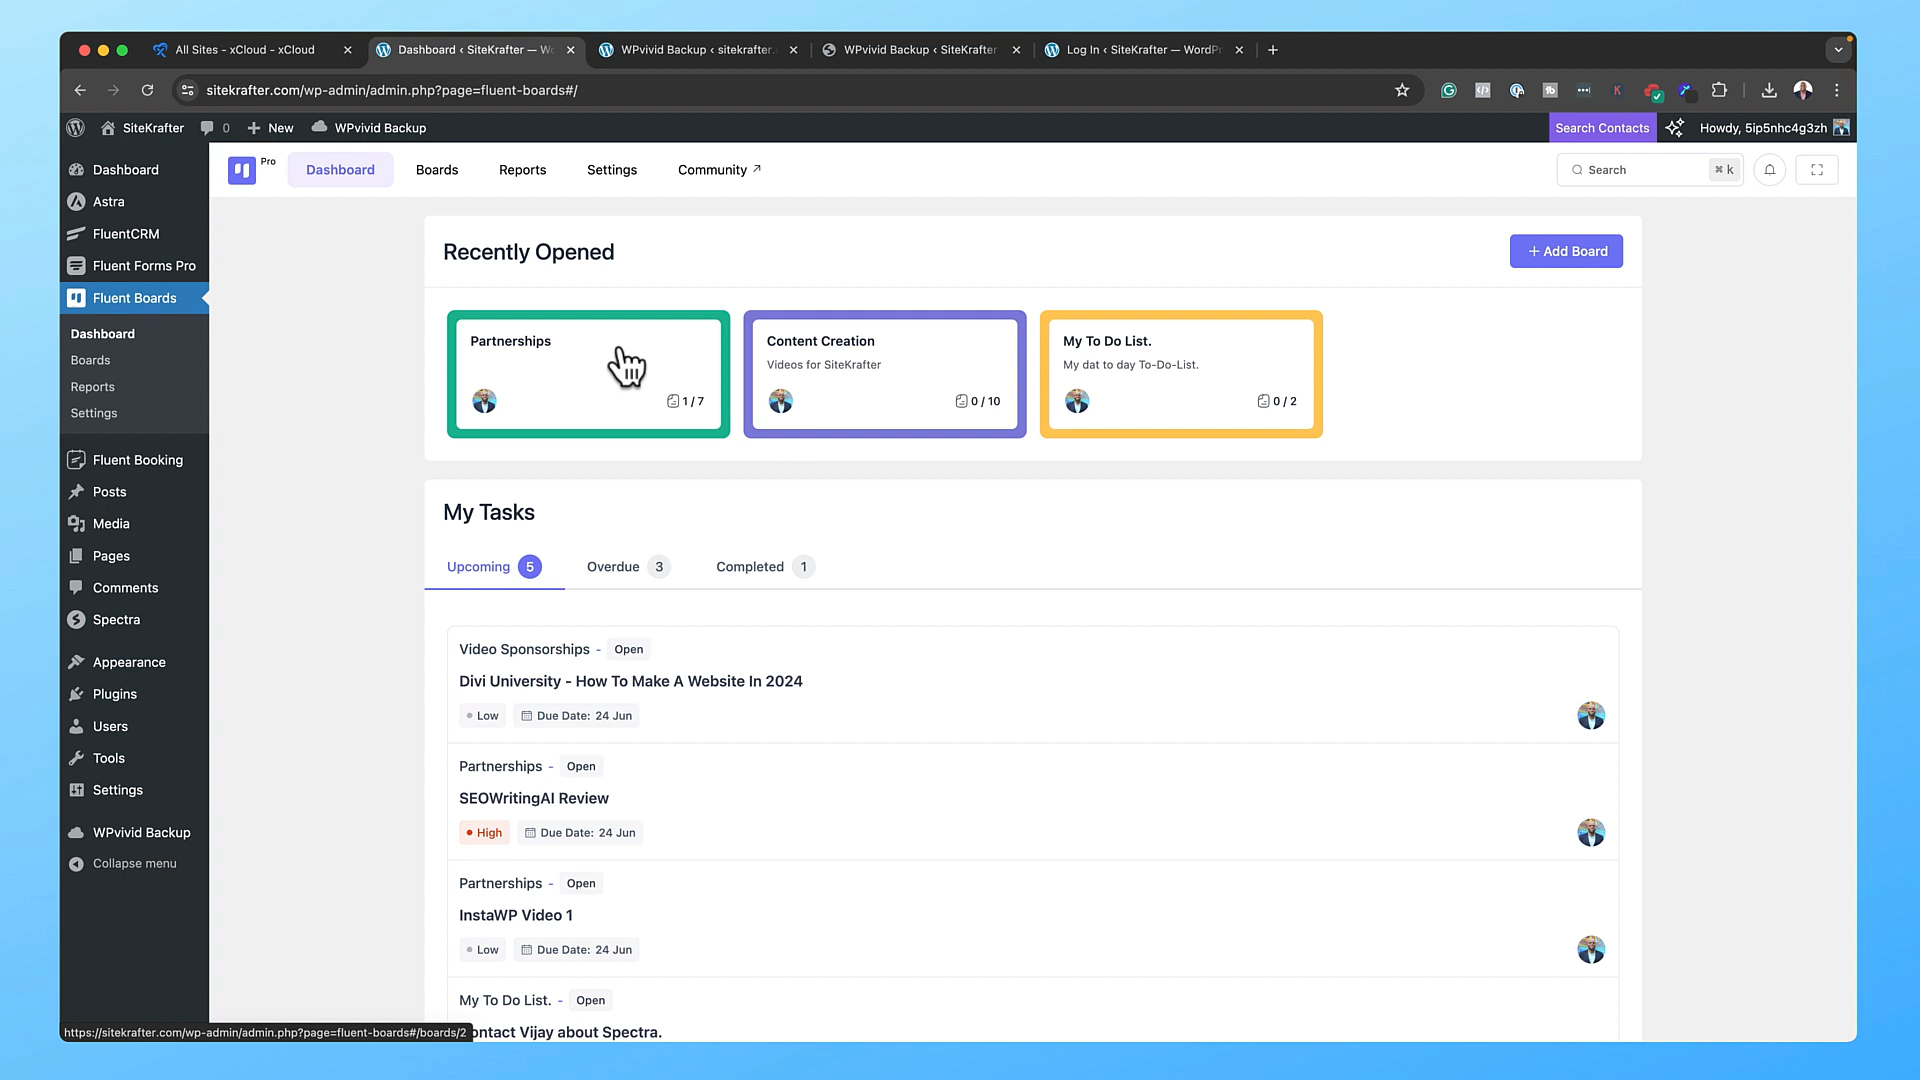 All Sites - xCloud - xCloud
Dashboard ‹ SiteKrafter — Wo
WPvivid Backup ‹ sitekrafter.
WPvivid Backup ‹ SiteKrafter
Log In ‹ SiteKrafter — WordPr
sitekrafter.com/wp-admin/admin.php?page=fluent-boards#/
SiteKrafter
0
New
WPvivid Backup
Search Contacts
Howdy, 5ip5nhc4g3zh
Dashboard
Astra
FluentCRM
Fluent Forms Pro
Fluent Boards
Dashboard
Boards
Reports
Settings
Fluent Booking
Posts
Media
Pages
Comments
Spectra
Appearance
Plugins
Users
Tools
Settings
WPvivid Backup
Collapse menu
Pro
Dashboard
Boards
Reports
Settings
Community ↗
Search
⌘ k
Recently Opened
+ Add Board
Partnerships
1 / 7
Content Creation
Videos for SiteKrafter
0 / 10
My To Do List.
My dat to day To-Do-List.
0 / 2
My Tasks
Upcoming 5
Overdue 3
Completed 1
Video Sponsorships - Open
Divi University - How To Make A Website In 2024
Low
Due Date: 24 Jun
Partnerships - Open
SEOWritingAI Review
High
Due Date: 24 Jun
Partnerships - Open
InstaWP Video 1
Low
Due Date: 24 Jun
My To Do List. - Open
ontact Vijay about Spectra.
https://sitekrafter.com/wp-admin/admin.php?page=fluent-boards#/boards/2